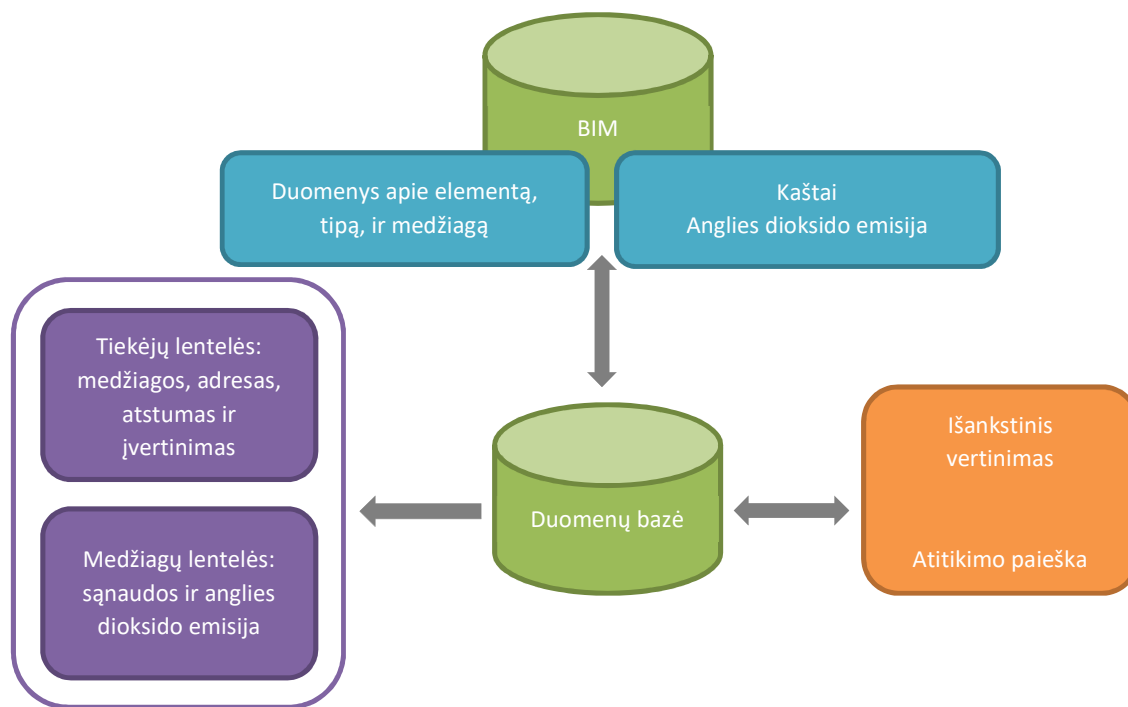 BIM
Duomenys apie elementą,
tipą, ir medžiagą
Kaštai
Anglies dioksido emisija
Tiekėjų lentelės:
medžiagos, adresas,
atstumas ir
įvertinimas
Medžiagų lentelės:
sąnaudos ir anglies
dioksido emisija
Duomenų bazė
Išankstinis
vertinimas
Atitikimo paieška